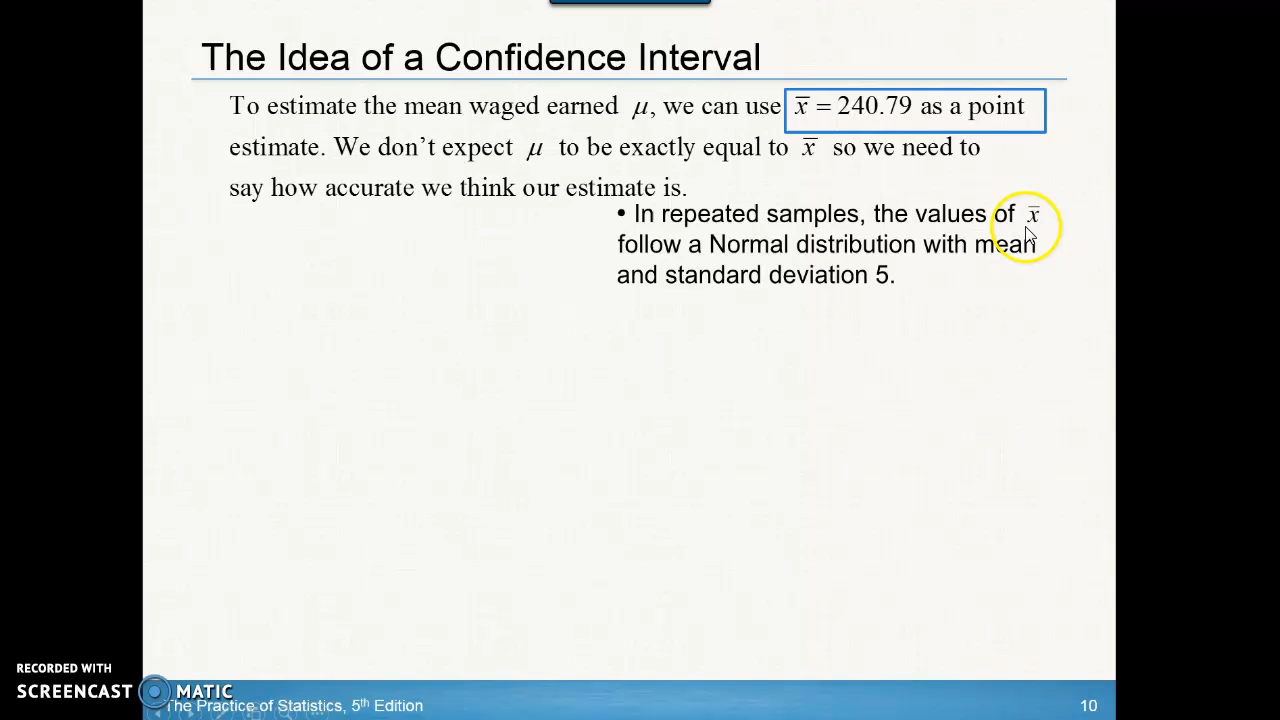 The Idea of a Confidence Interval
To estimate the mean waged earned μ, we can use x̅ = 240.79 as a point
estimate. We don't expect μ to be exactly equal to x̅ so we need to
say how accurate we think our estimate is.
• In repeated samples, the values of x̅
follow a Normal distribution with mean
and standard deviation 5.
RECORDED WITH
SCREENCAST MATIC
The Practice of Statistics, 5th Edition
10